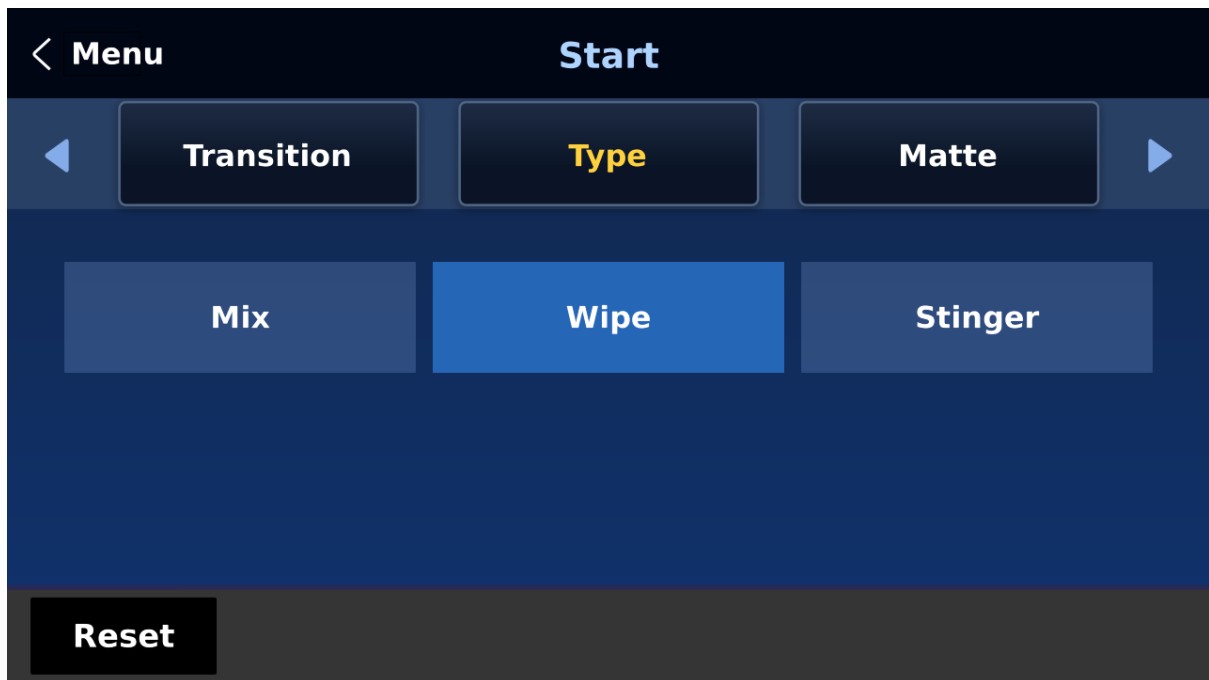 Menu
Start
Transition
Type
Matte
Mix
Wipe
Stinger
Reset